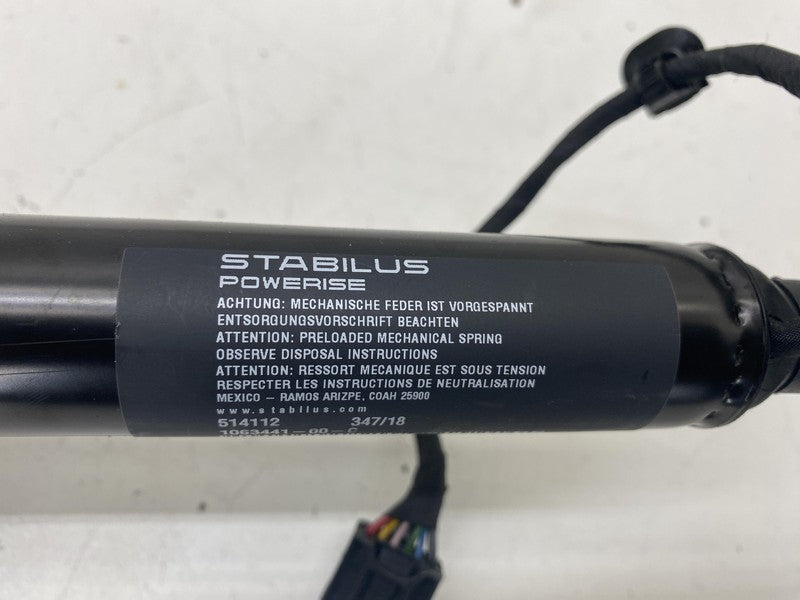 STABILUS
POWERISE
ACHTUNG: MECHANISCHE FEDER IST VORGESPANNT
ENTSORGUNGSVORSCHRIFT BEACHTEN
ATTENTION: PRELOADED MECHANICAL SPRING
OBSERVE DISPOSAL INSTRUCTIONS
ATTENTION: RESSORT MECANIQUE EST SOUS TENSION
RESPECTER LES INSTRUCTIONS DE NEUTRALISATION
MEXICO – RAMOS ARIZPE, COAH 25900
www.stabilus.com
514112 347/18
1063441-00-C